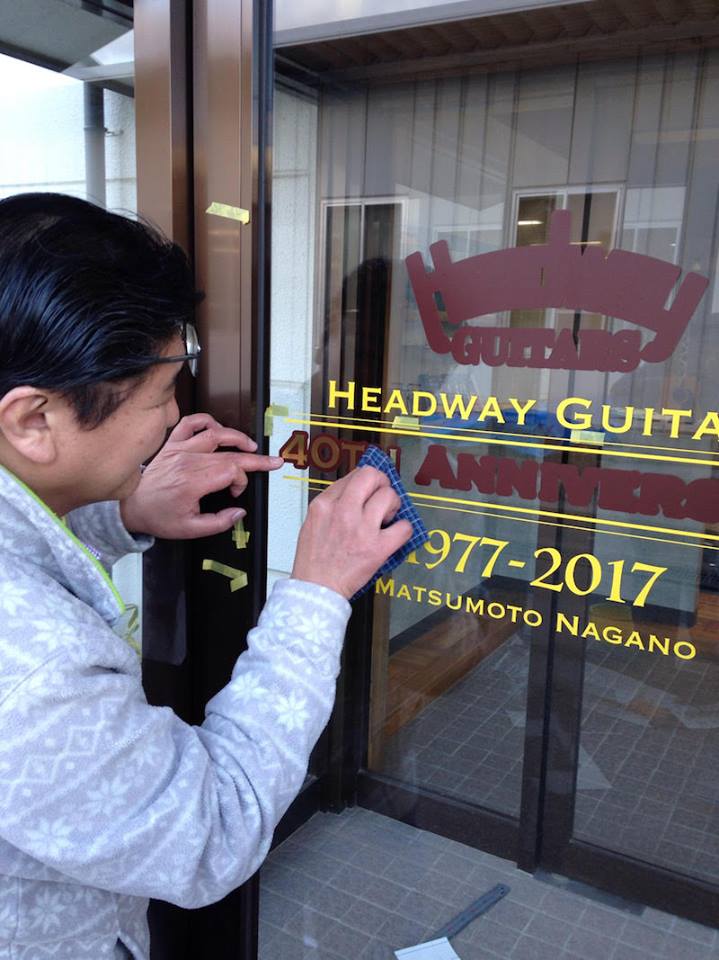 GUITARS
HEADWAY GUITA
40TH ANNIVERS
1977-2017
MATSUMOTO NAGANO